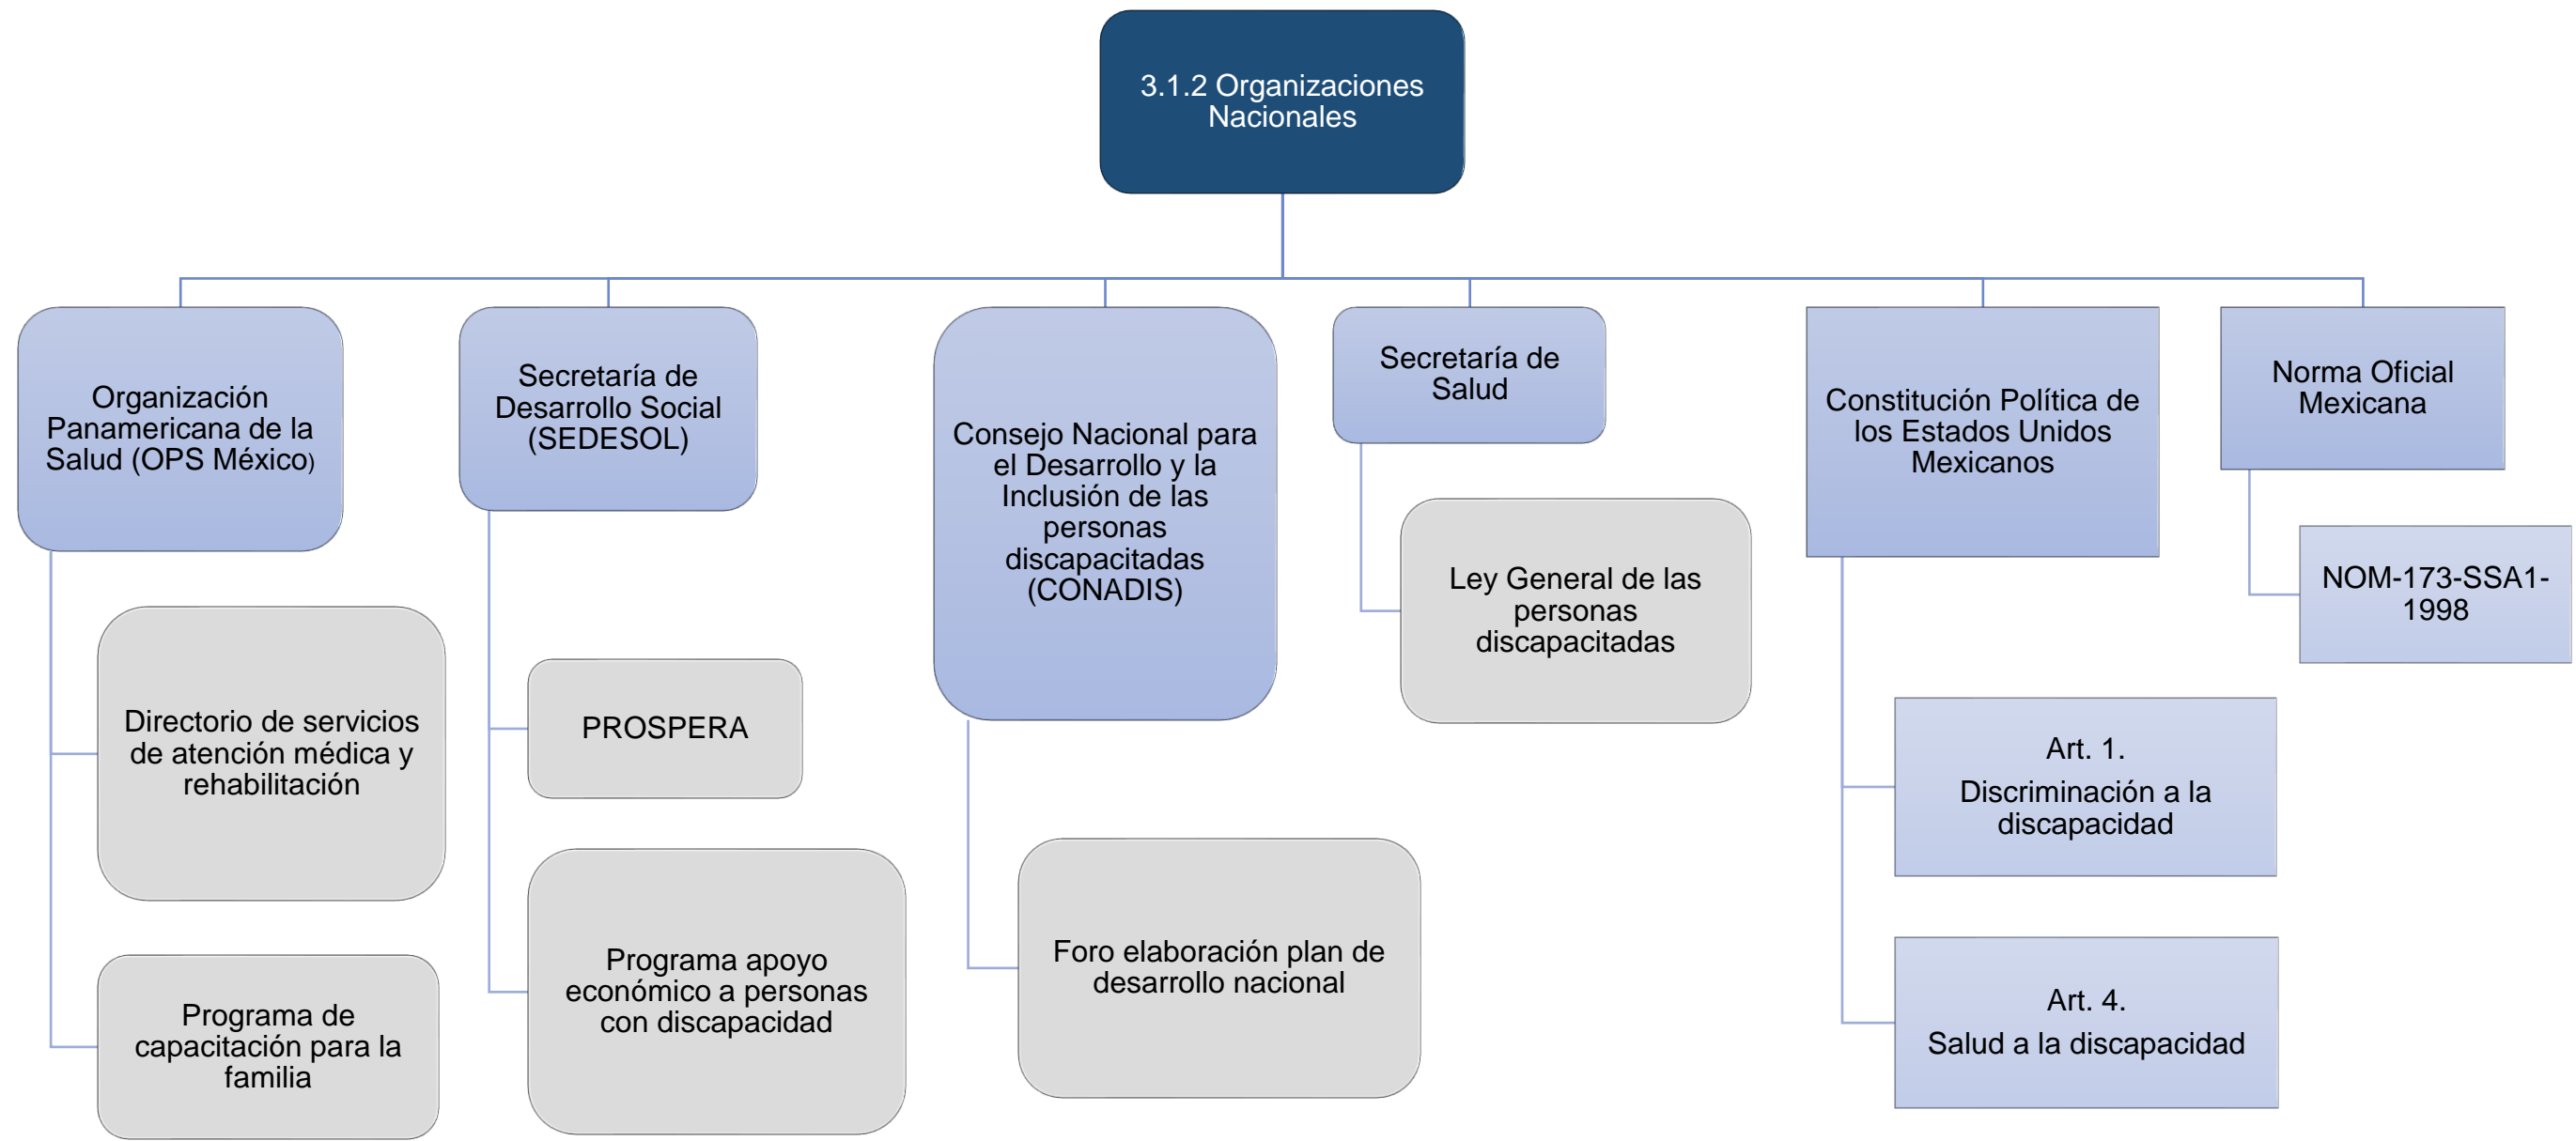 3.1.2 Organizaciones
Nacionales
Organización
Panamericana de la
Salud (OPS México)
Directorio de servicios
de atención médica y
rehabilitación
Programa de
capacitación para la
familia
Secretaría de
Desarrollo Social
(SEDESOL)
PROSPERA
Programa apoyo
económico a personas
con discapacidad
Consejo Nacional para
el Desarrollo y la
Inclusión de las
personas
discapacitadas
(CONADIS)
Foro elaboración plan de
desarrollo nacional
Secretaría de
Salud
Ley General de las
personas
discapacitadas
Constitución Política de
los Estados Unidos
Mexicanos
Art. 1.
Discriminación a la
discapacidad
Art. 4.
Salud a la discapacidad
Norma Oficial
Mexicana
NOM-173-SSA1-
1998